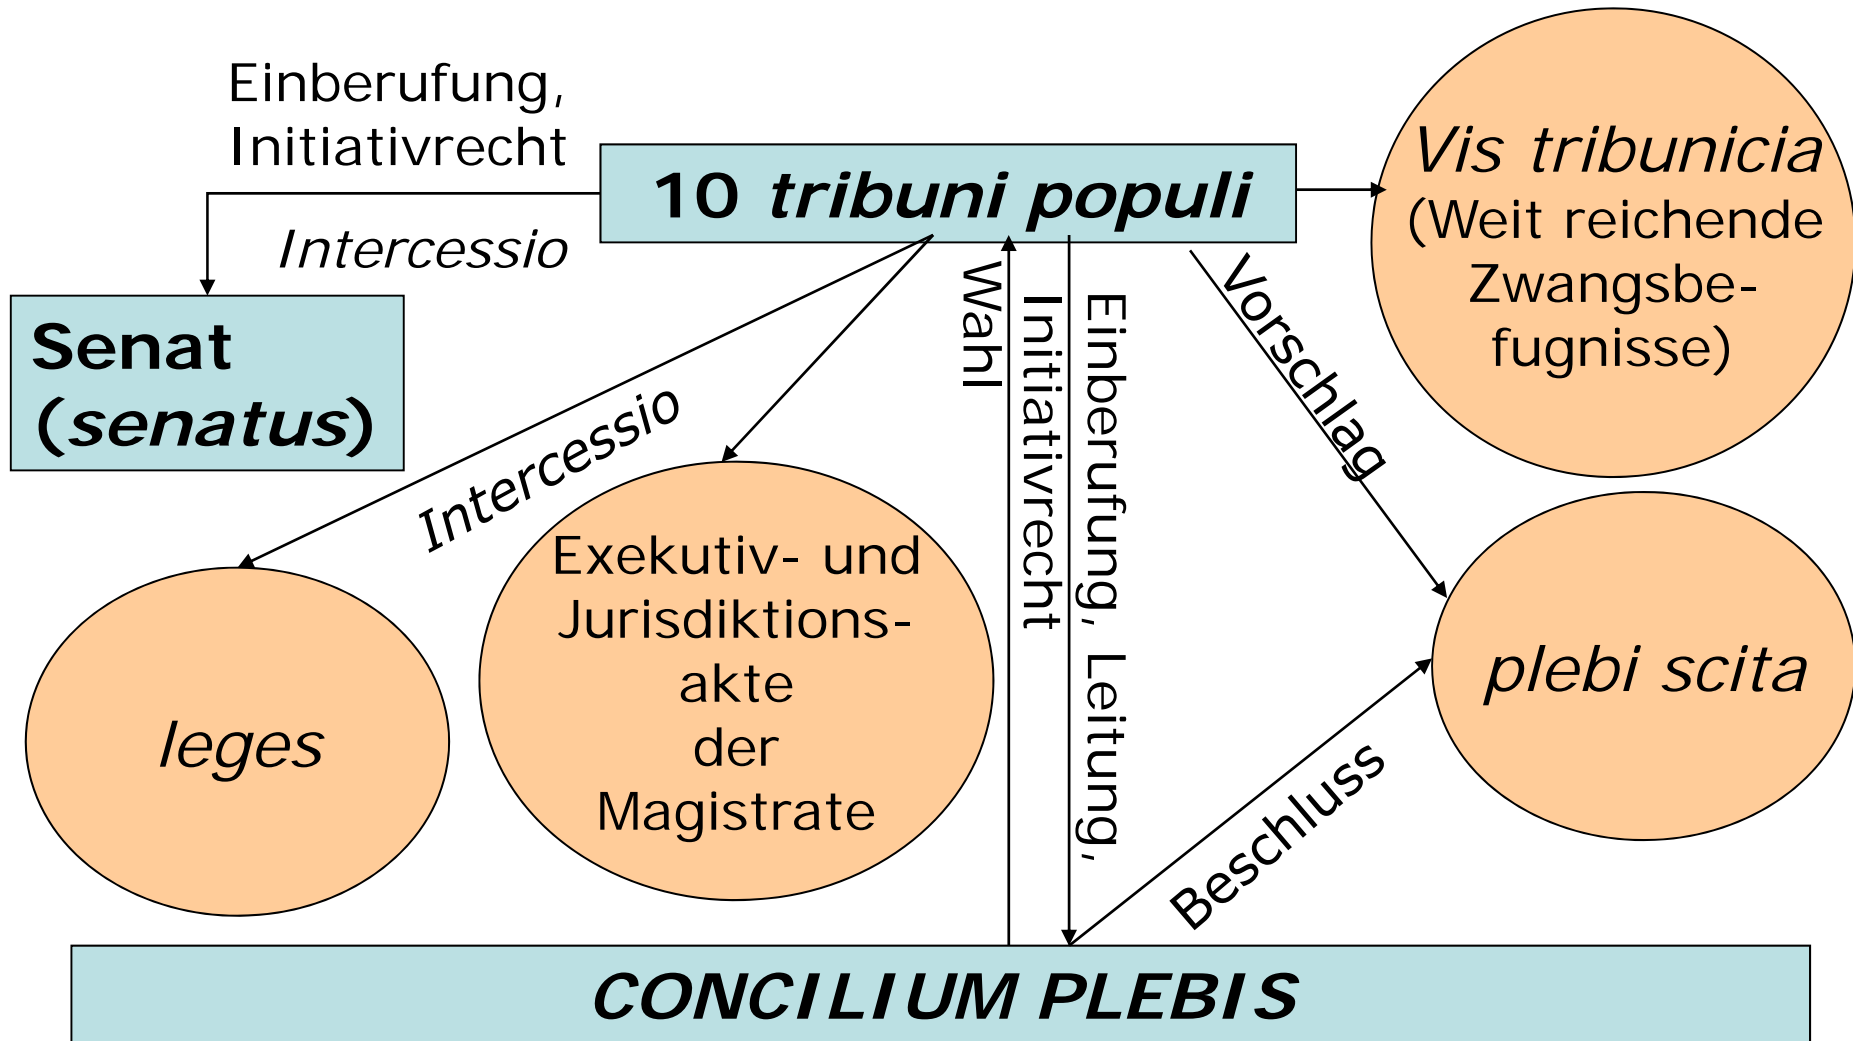 Einberufung,
Initiativrecht
10 tribuni populi
Vis tribunicia
(Weit reichende
Zwangsbe-
fugnisse)
Intercessio
Senat
(senatus)
Intercessio
Wahl
Einberufung, Leitung,
Initiativrecht
Vorschlag
Exekutiv- und
Jurisdiktions-
akte
der
Magistrate
leges
plebi scita
Beschluss
CONCILIUM PLEBIS